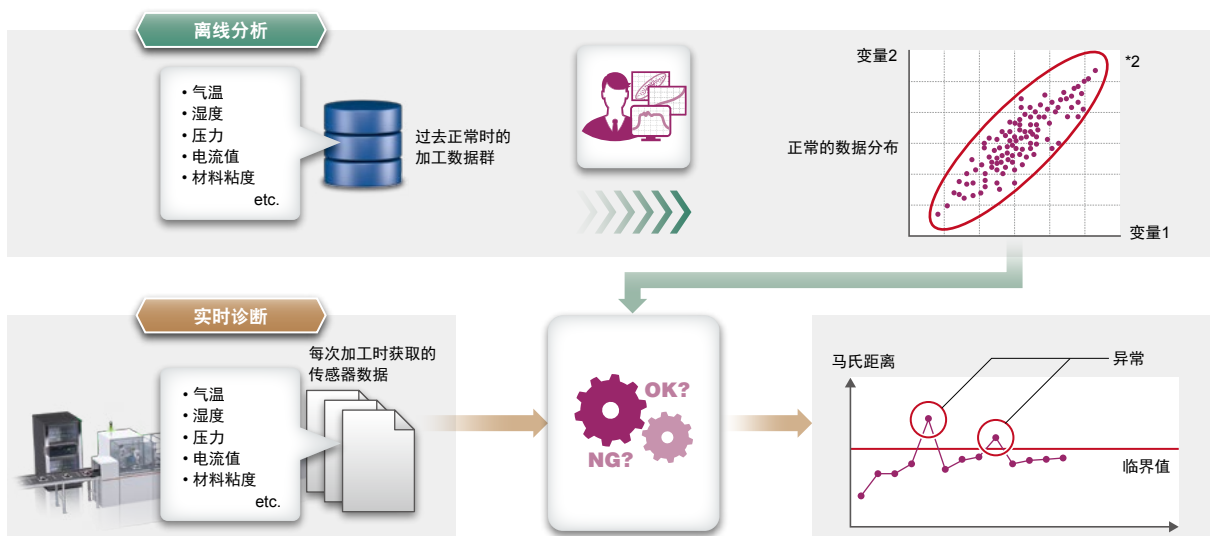 离线分析
• 气温
• 湿度
• 压力
• 电流值
• 材料粘度
etc.
过去正常时的
加工数据群
变量2
*2
正常的数据分布
变量1
实时诊断
每次加工时获取的
传感器数据
• 气温
• 湿度
• 压力
• 电流值
• 材料粘度
etc.
OK?
NG?
马氏距离
异常
临界值